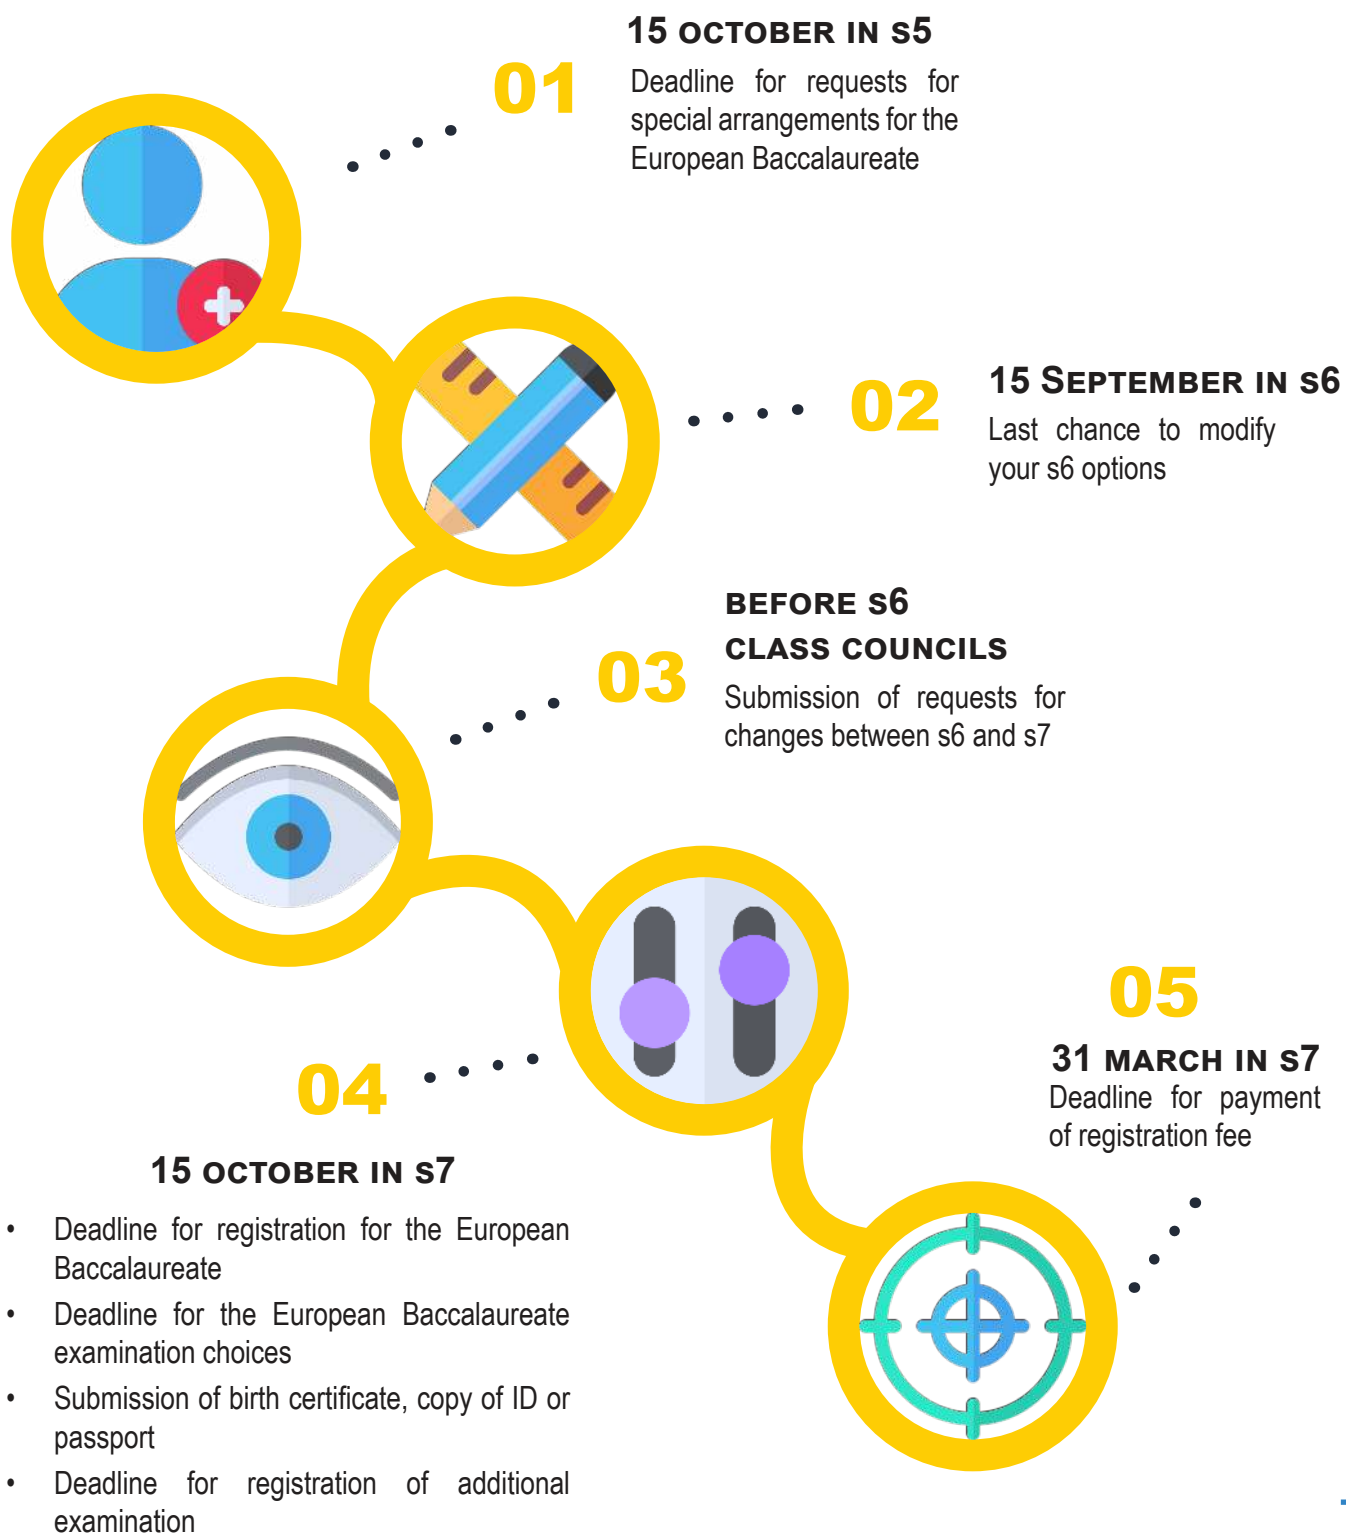 01
15 OCTOBER IN S5
Deadline for requests for
special arrangements for the
European Baccalaureate
02
15 SEPTEMBER IN S6
Last chance to modify
your s6 options
03
BEFORE S6
CLASS COUNCILS
Submission of requests for
changes between s6 and s7
04
15 OCTOBER IN S7
• Deadline for registration for the European
Baccalaureate
• Deadline for the European Baccalaureate
examination choices
• Submission of birth certificate, copy of ID or
passport
• Deadline for registration of additional
examination
05
31 MARCH IN S7
Deadline for payment
of registration fee